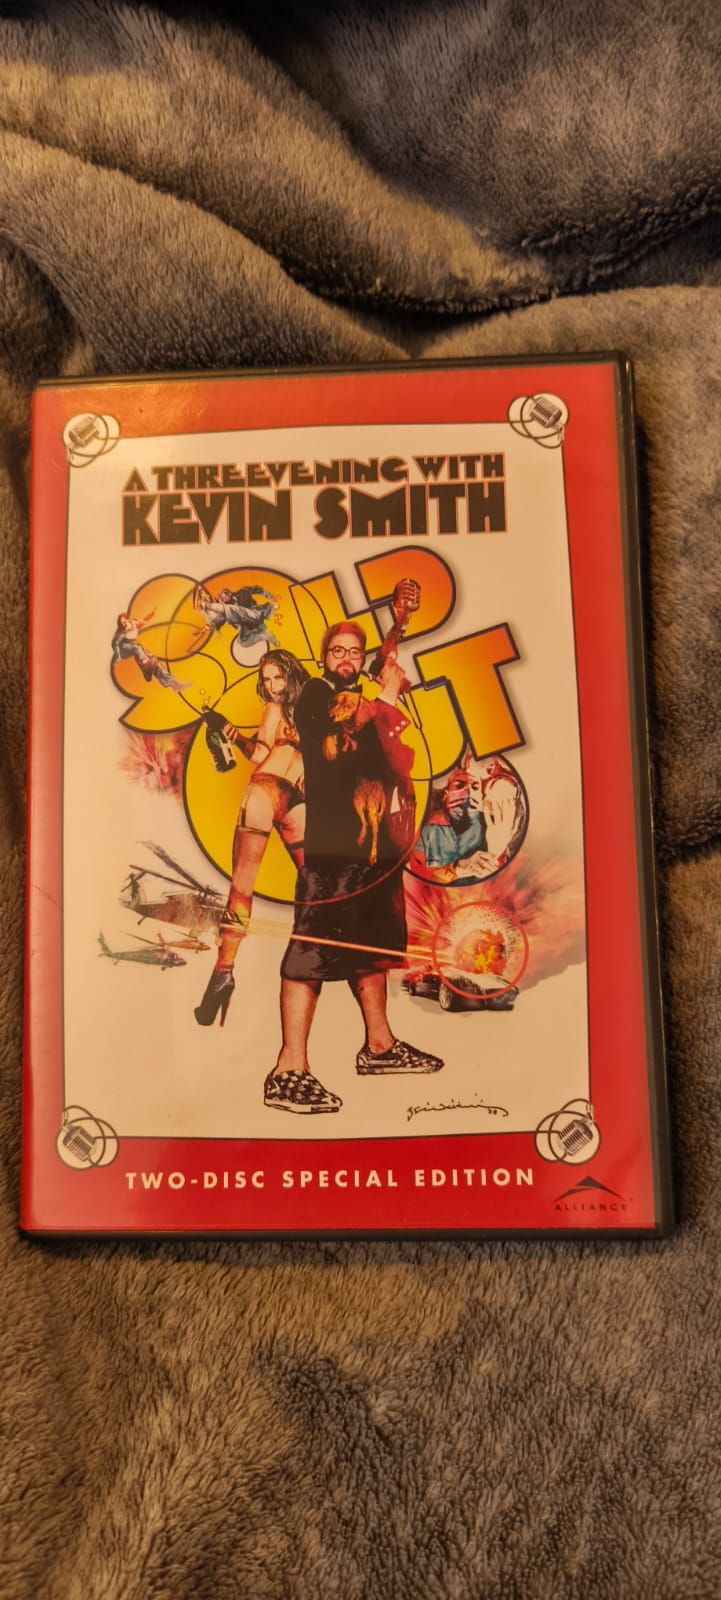 A THREEVENING WITH
KEVIN SMITH
SOLD
OUT
TWO-DISC SPECIAL EDITION
ALLIANCE